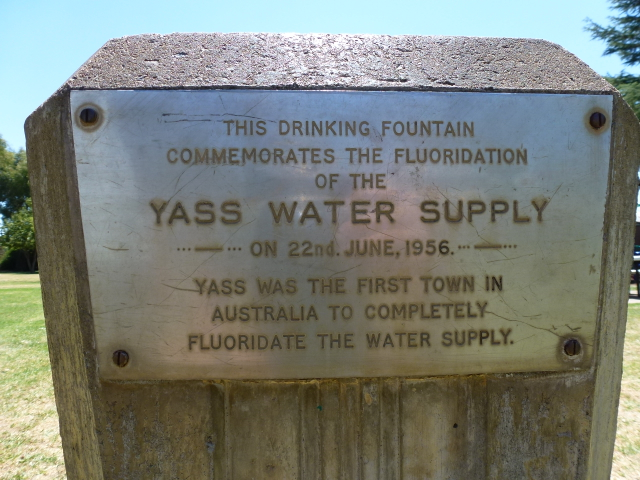 THIS DRINKING FOUNTAIN
COMMEMORATES THE FLUORIDATION
OF THE
YASS WATER SUPPLY
ON 22nd. JUNE, 1956.
YASS WAS THE FIRST TOWN IN
AUSTRALIA TO COMPLETELY
FLUORIDATE THE WATER SUPPLY.